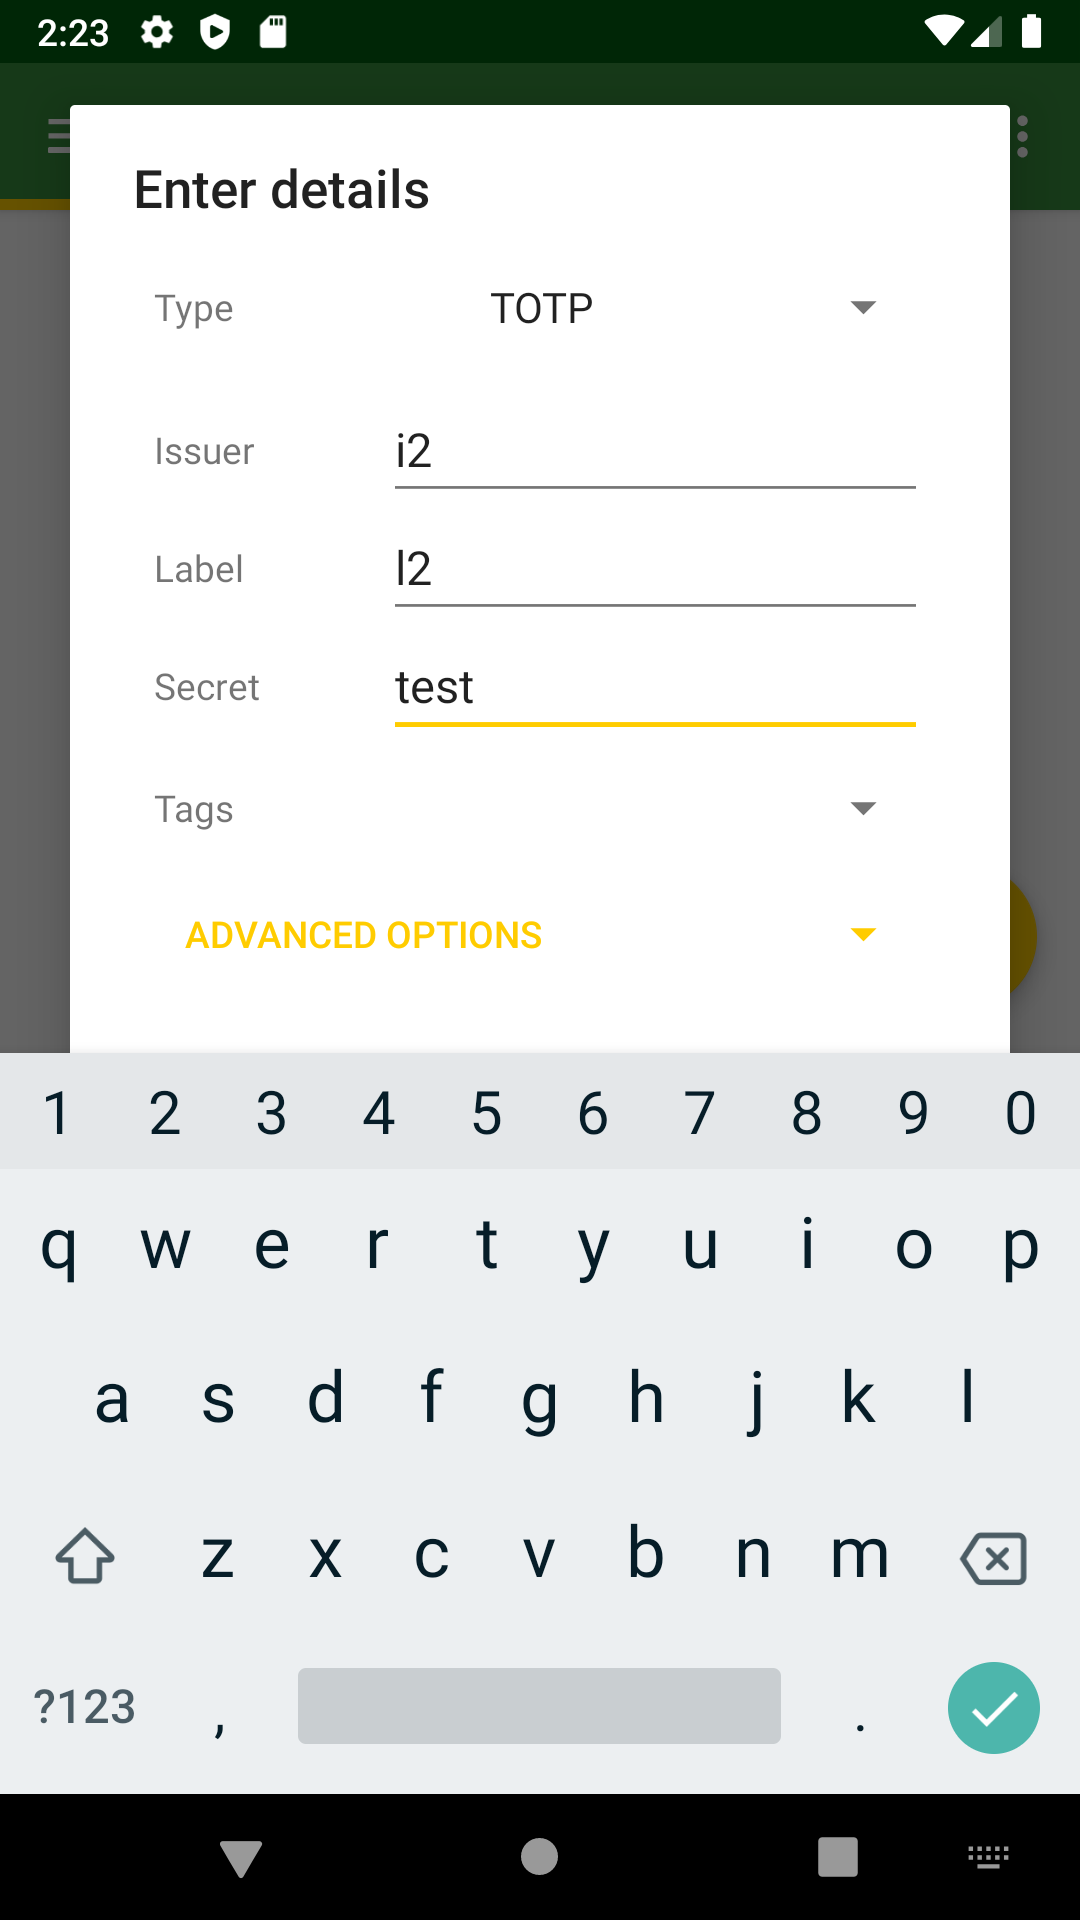 2:23
Enter details
Type TOTP
Issuer i2
Label l2
Secret test
Tags
ADVANCED OPTIONS
1 2 3 4 5 6 7 8 9 0
q w e r t y u i o p
a s d f g h j k l
z x c v b n m
?123 , .